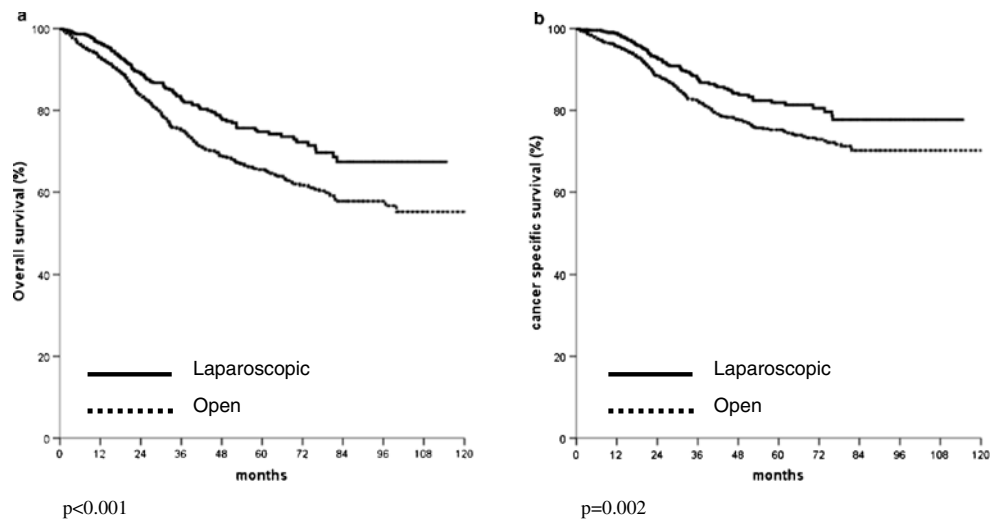 a
100
80
60
40
20
0
Overall survival (%)
Laparoscopic
Open
0 12 24 36 48 60 72 84 96 108 120
months
p<0.001
b
100
80
60
40
20
0
cancer specific survival (%)
Laparoscopic
Open
0 12 24 36 48 60 72 84 96 108 120
months
p=0.002